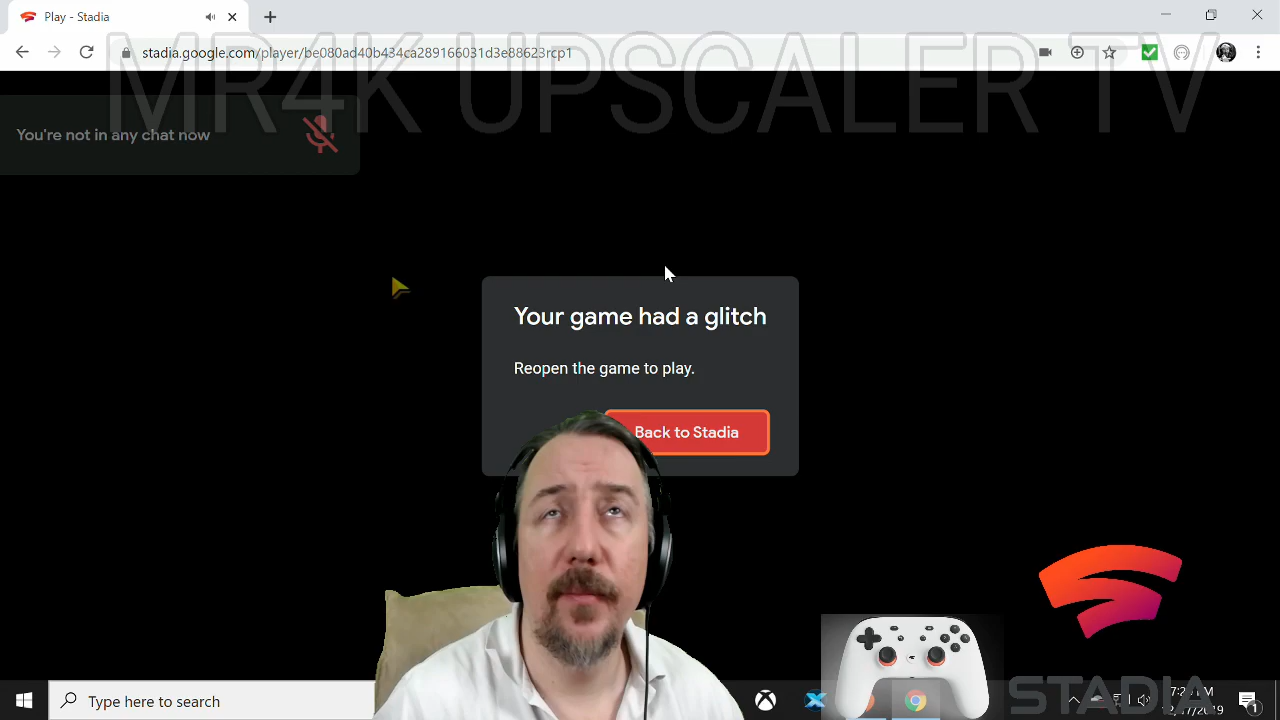 Play - Stadia
stadia.google.com/player/be080ad40b434ca289166031d3e88623rcp1
MR4K UPSCALER TV
You're not in any chat now
Your game had a glitch
Reopen the game to play.
Back to Stadia
STADIA
Type here to search
1